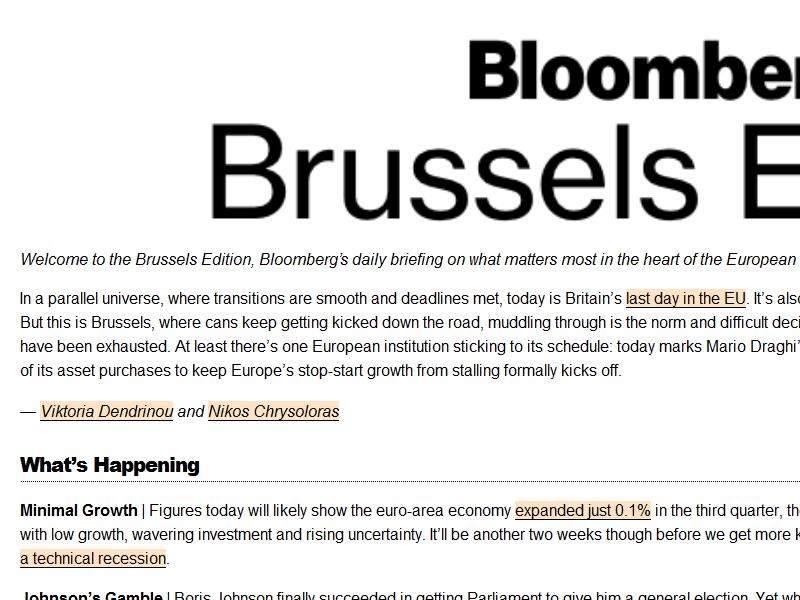 Bloomber
Brussels E
Welcome to the Brussels Edition, Bloomberg’s daily briefing on what matters most in the heart of the European
In a parallel universe, where transitions are smooth and deadlines met, today is Britain’s last day in the EU. It’s also
But this is Brussels, where cans keep getting kicked down the road, muddling through is the norm and difficult deci
have been exhausted. At least there’s one European institution sticking to its schedule: today marks Mario Draghi’
of its asset purchases to keep Europe’s stop-start growth from stalling formally kicks off.
— Viktoria Dendrinou and Nikos Chrysoloras
What’s Happening
Minimal Growth | Figures today will likely show the euro-area economy expanded just 0.1% in the third quarter, th
with low growth, wavering investment and rising uncertainty. It’ll be another two weeks though before we get more k
a technical recession.
Johnson’s Gamble | Boris Johnson finally succeeded in getting Parliament to give him a general election. Yet wh